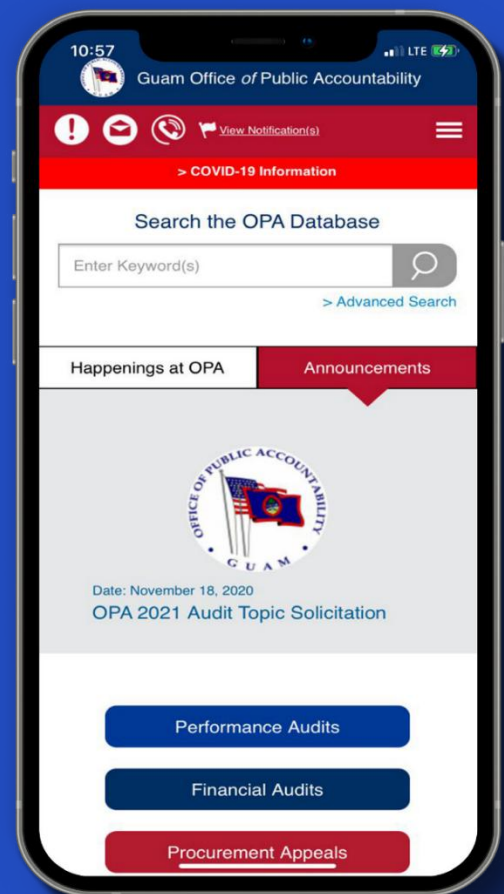 10:57
LTE
Guam Office of Public Accountability
! View Notification(s)
> COVID-19 Information
Search the OPA Database
Enter Keyword(s)
> Advanced Search
Happenings at OPA
Announcements
OFFICE OF PUBLIC ACCOUNTABILITY
• GUAM •
Date: November 18, 2020
OPA 2021 Audit Topic Solicitation
Performance Audits
Financial Audits
Procurement Appeals